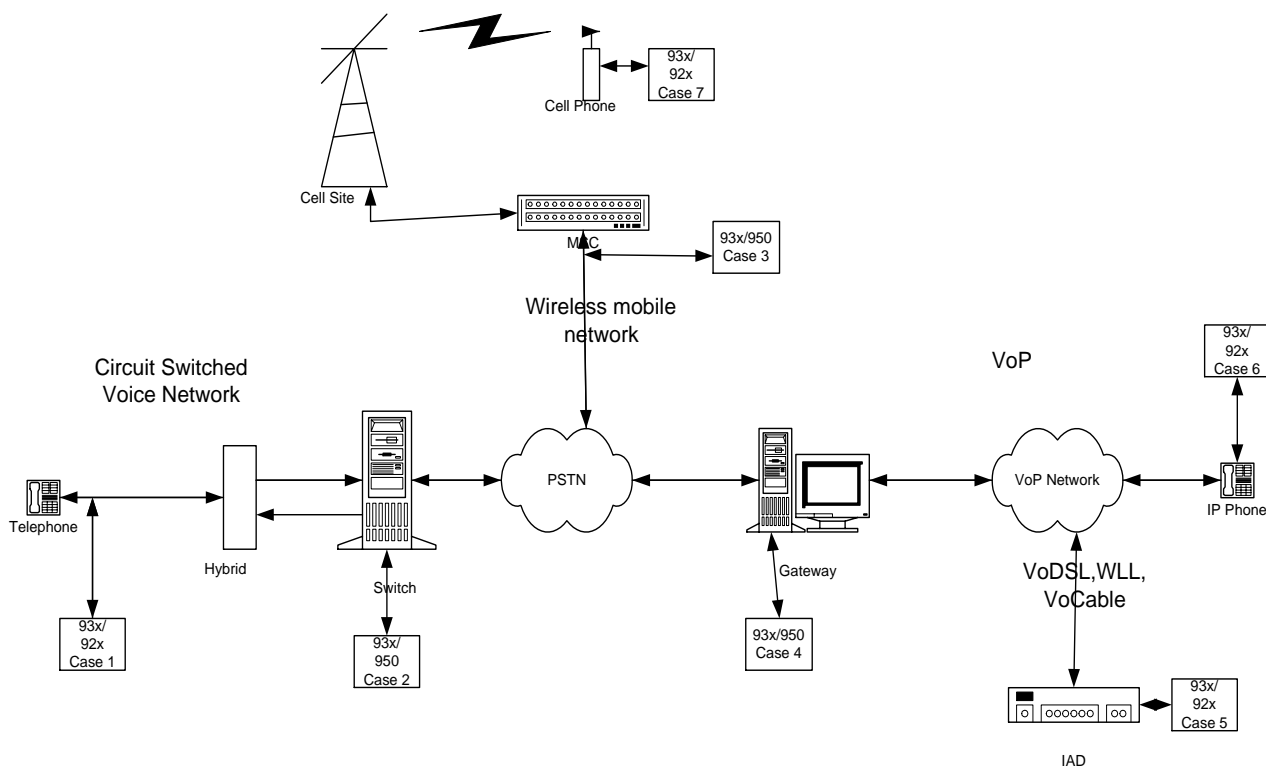 93x/
92x
Case 7
Cell Phone
Cell Site
MSC
93x/950
Case 3
Wireless mobile
network
Circuit Switched
Voice Network
VoP
93x/
92x
Case 6
PSTN
VoP Network
Telephone
IP Phone
Hybrid
Switch
Gateway
VoDSL,WLL,
VoCable
93x/
92x
Case 1
93x/
950
Case 2
93x/950
Case 4
93x/
92x
Case 5
IAD